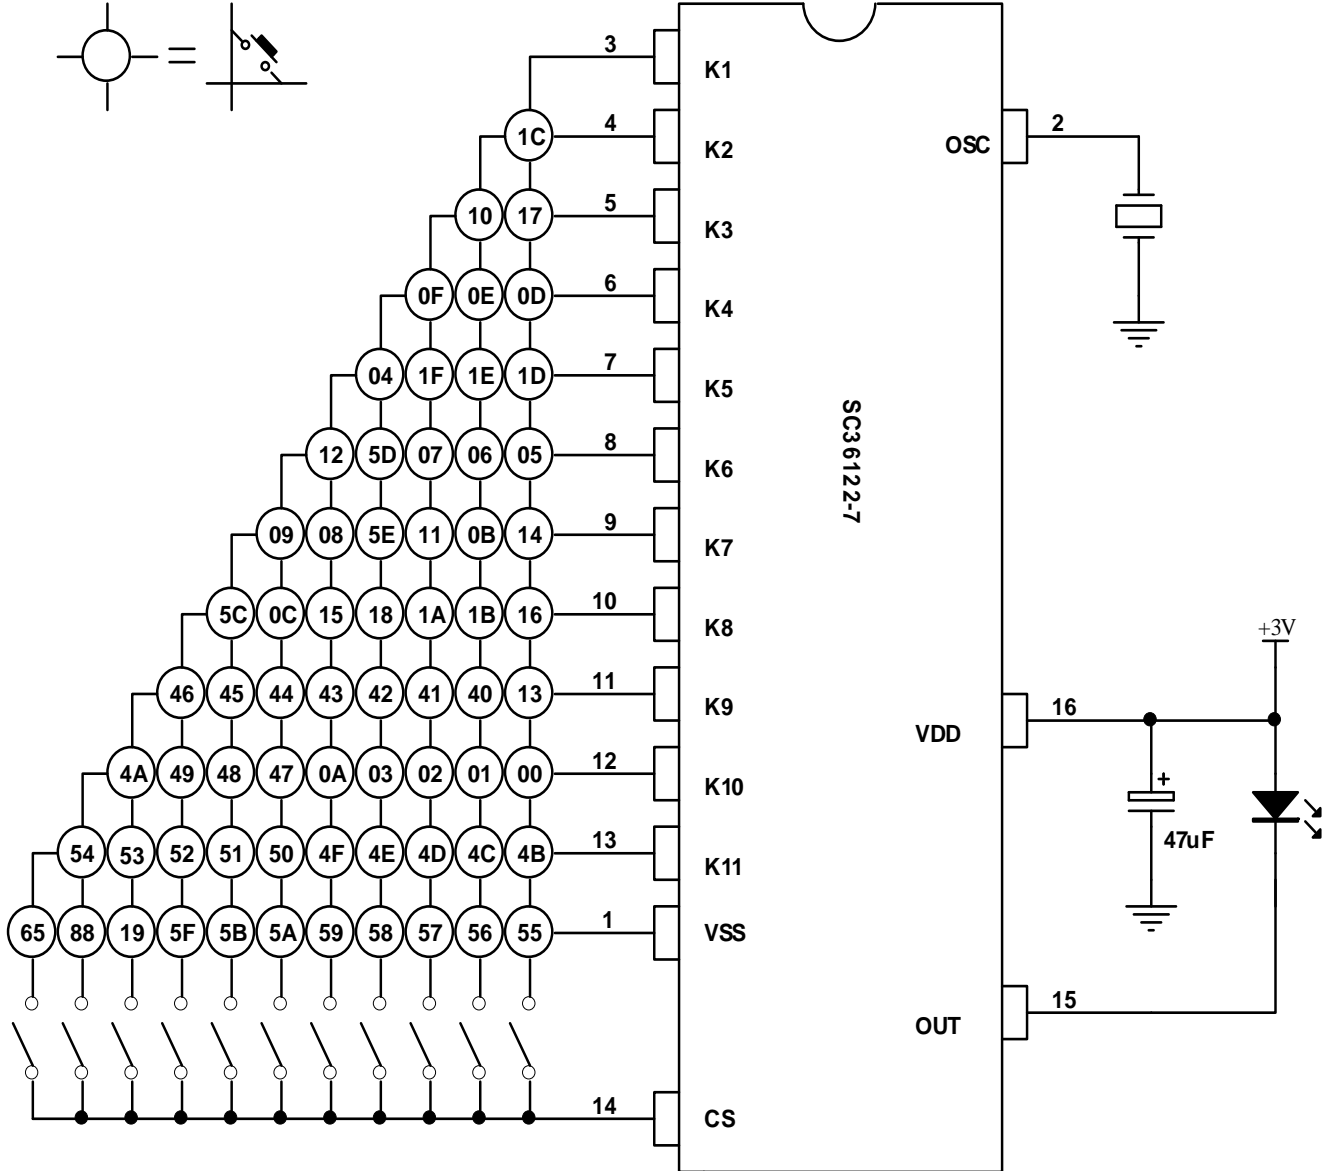 3 K1
1C 4 K2 OSC 2
10 17 5 K3
0F 0E 0D 6 K4
04 1F 1E 1D 7 K5
SC36122-7
12 5D 07 06 05 8 K6
09 08 5E 11 0B 14 9 K7
5C 0C 15 18 1A 1B 16 10 K8
+3V
46 45 44 43 42 41 40 13 11 K9
VDD 16
4A 49 48 47 0A 03 02 01 00 12 K10
+
47uF
54 53 52 51 50 4F 4E 4D 4C 4B 13 K11
65 88 19 5F 5B 5A 59 58 57 56 55 1 VSS
OUT 15
14 CS